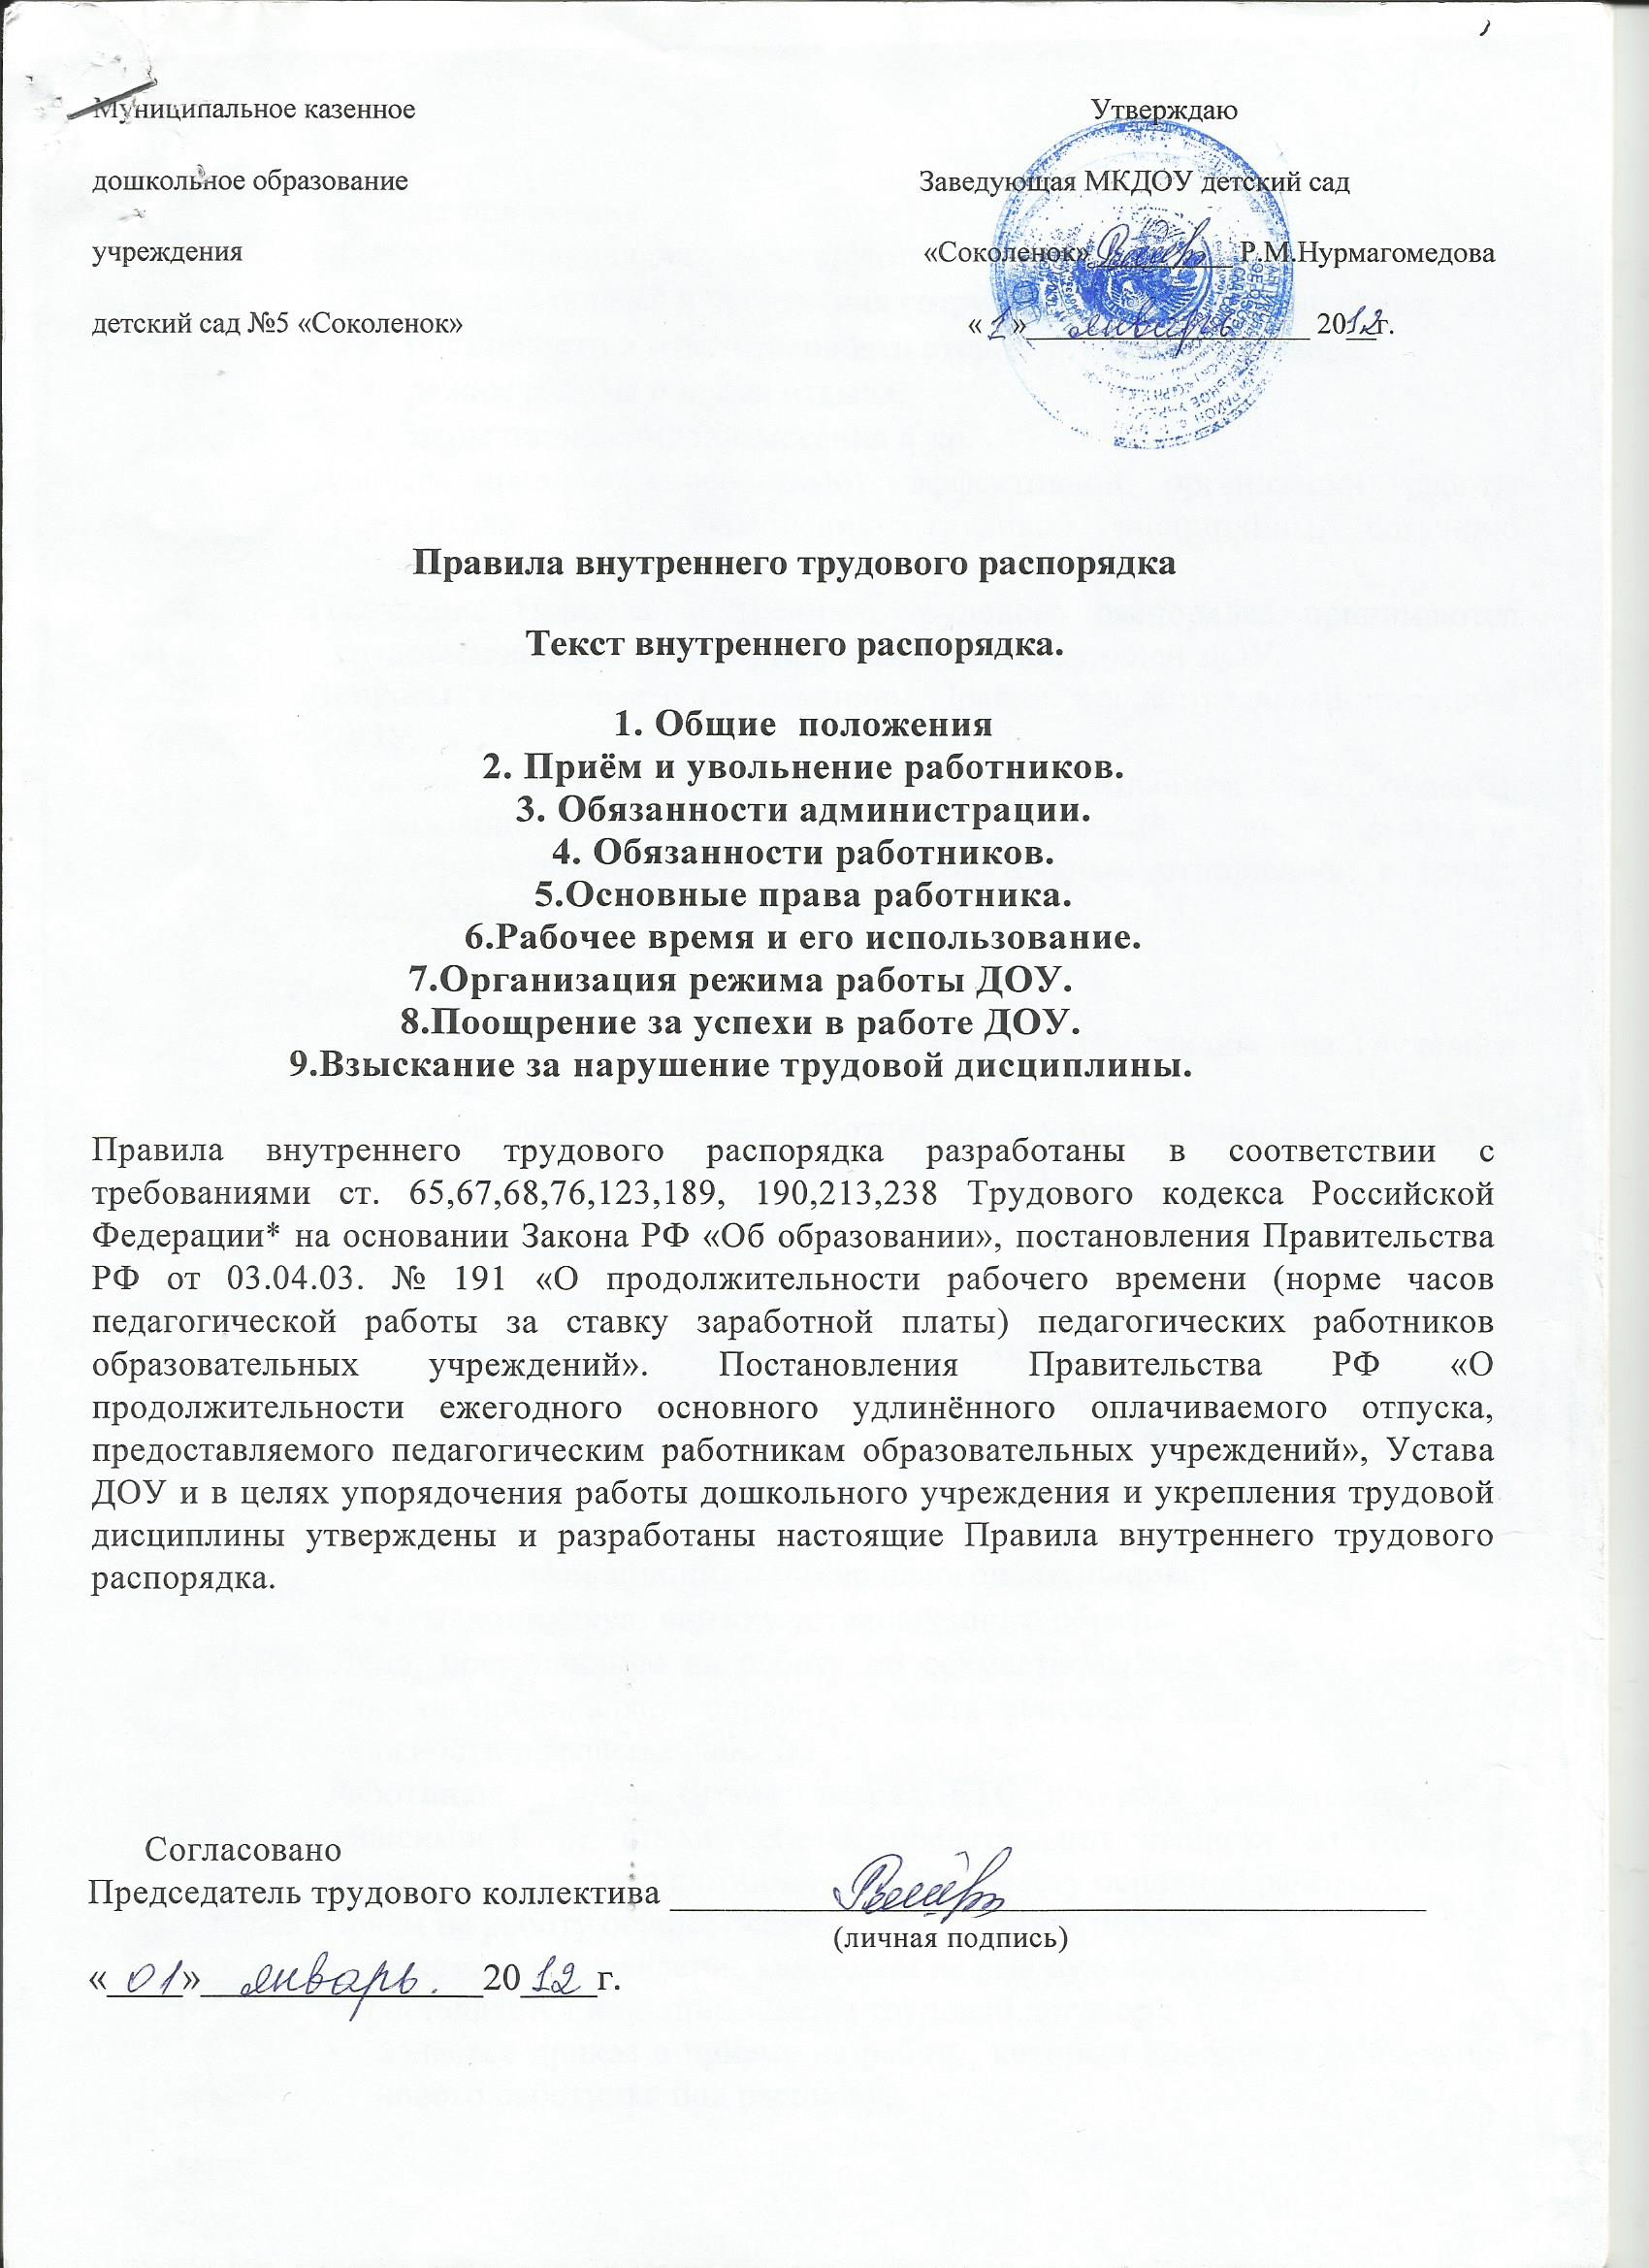 Муниципальное казенное
Утверждаю
дошкольное образование
Заведующая МКДОУ детский сад
учреждения
«Соколенок» Р.М.Нурмагомедова
детский сад №5 «Соколенок»
« 1 » январь 2012г.
Правила внутреннего трудового распорядка
Текст внутреннего распорядка.
1. Общие положения
2. Приём и увольнение работников.
3. Обязанности администрации.
4. Обязанности работников.
5.Основные права работника.
6.Рабочее время и его использование.
7.Организация режима работы ДОУ.
8.Поощрение за успехи в работе ДОУ.
9.Взыскание за нарушение трудовой дисциплины.
Правила внутреннего трудового распорядка разработаны в соответствии с
требованиями ст. 65,67,68,76,123,189, 190,213,238 Трудового кодекса Российской
Федерации* на основании Закона РФ «Об образовании», постановления Правительства
РФ от 03.04.03. № 191 «О продолжительности рабочего времени (норме часов
педагогической работы за ставку заработной платы) педагогических работников
образовательных учреждений». Постановления Правительства РФ «О
продолжительности ежегодного основного удлинённого оплачиваемого отпуска,
предоставляемого педагогическим работникам образовательных учреждений», Устава
ДОУ и в целях упорядочения работы дошкольного учреждения и укрепления трудовой
дисциплины утверждены и разработаны настоящие Правила внутреннего трудового
распорядка.
Согласовано
Председатель трудового коллектива
(личная подпись)
« 01 » январь. 2012 г.